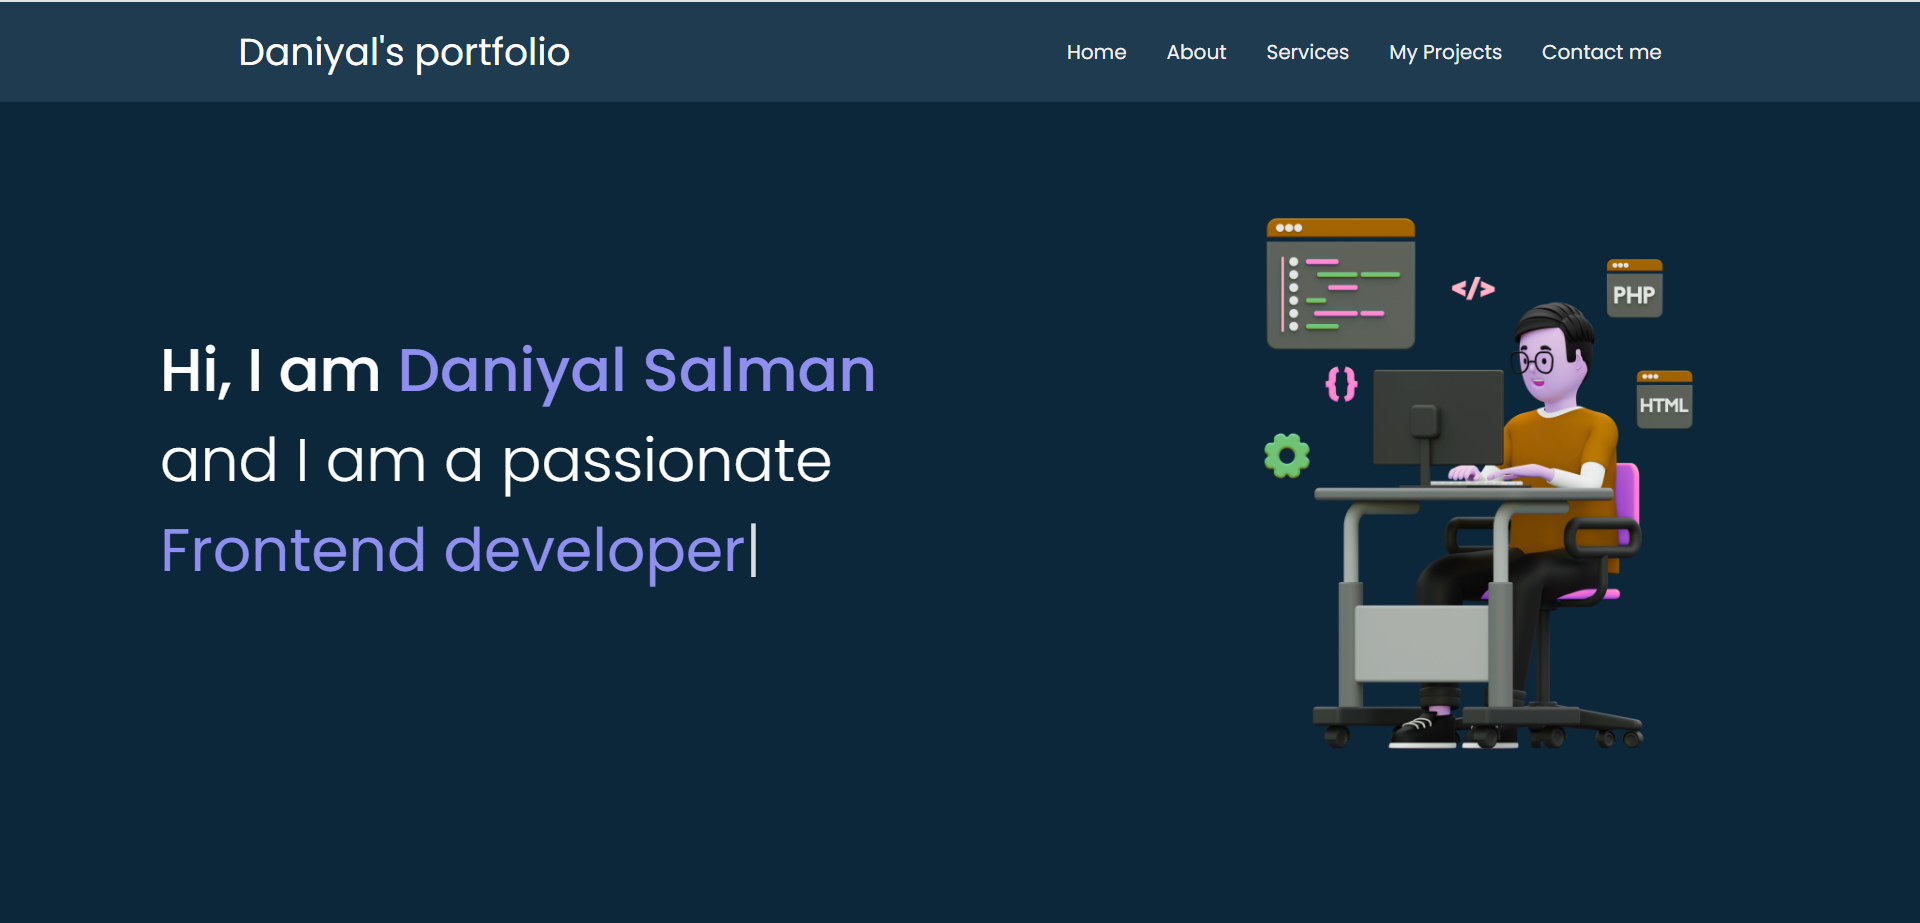 Daniyal's portfolio
Home About Services My Projects Contact me
Hi, I am Daniyal Salman
and I am a passionate
Frontend developer|
</>
PHP
{}
HTML